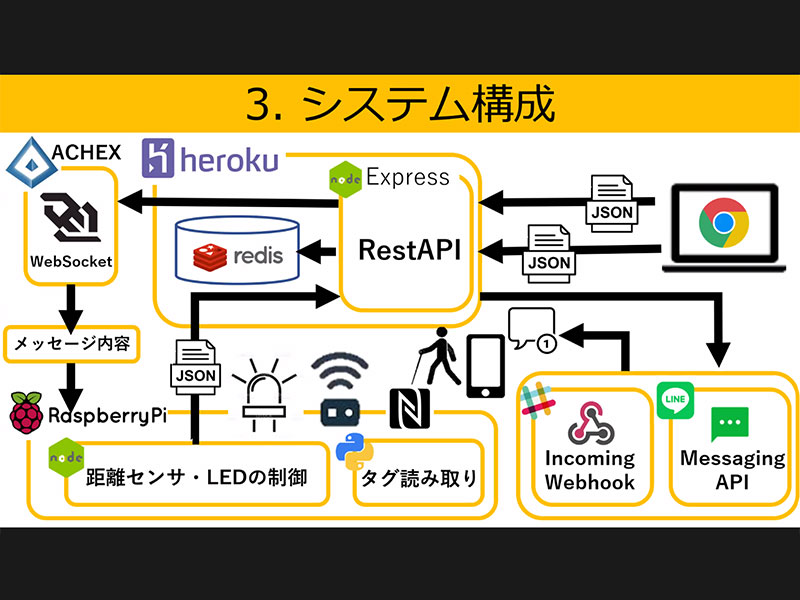 3. システム構成
ACHEX
WebSocket
heroku
node
Express
RestAPI
redis
JSON
JSON
メッセージ内容
JSON
1
RaspberryPi
node
距離センサ・LEDの制御
タグ読み取り
Incoming
Webhook
LINE
Messaging
API